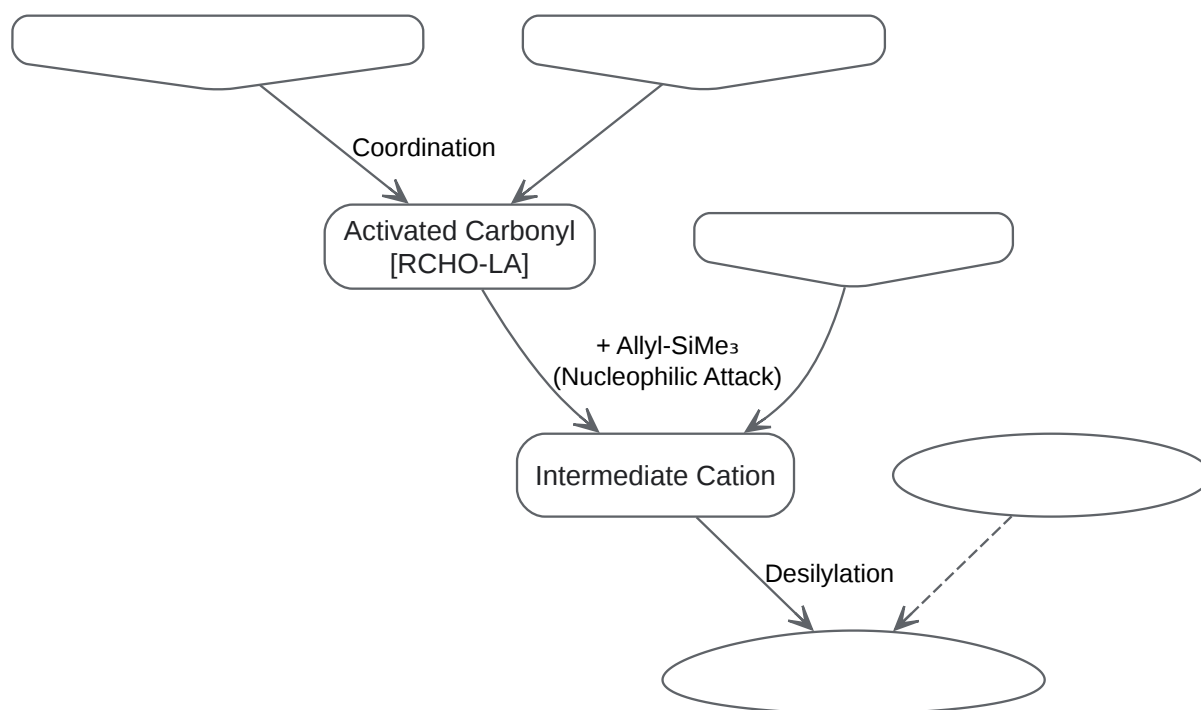 Coordination
Activated Carbonyl
[RCHO-LA]
+ Allyl-SiMe₃
(Nucleophilic Attack)
Intermediate Cation
Desilylation